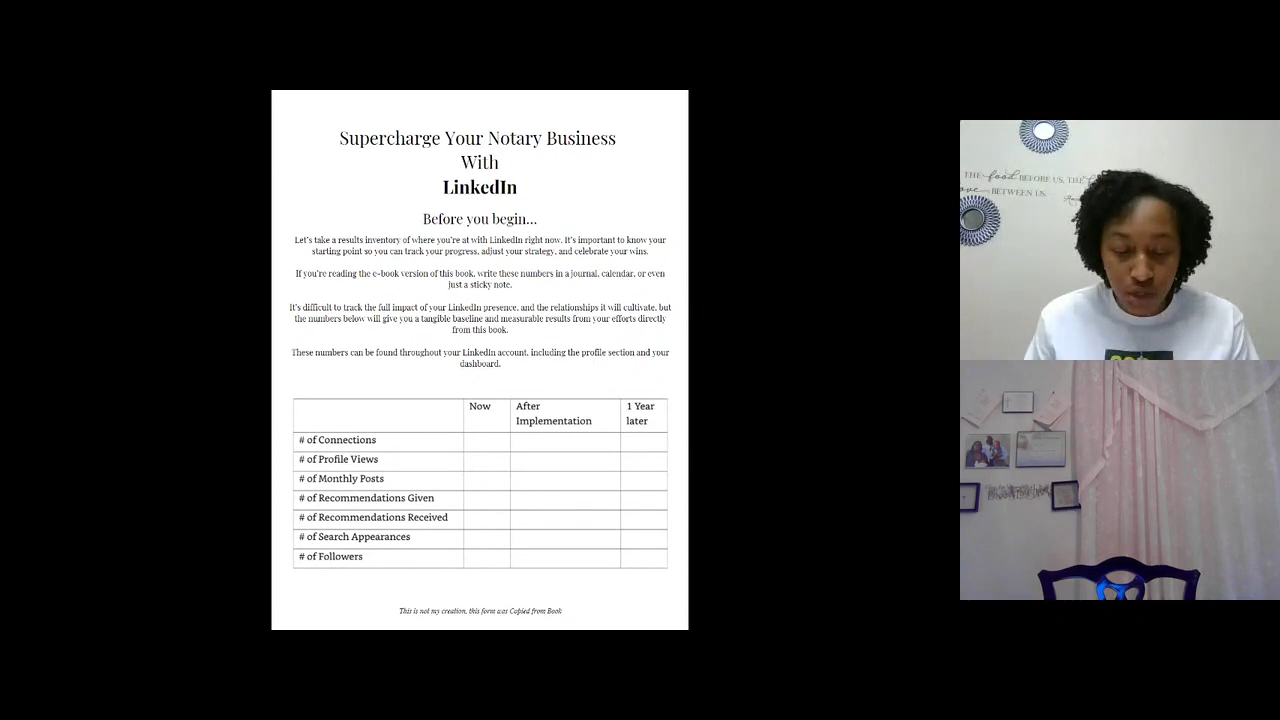 Supercharge Your Notary Business
With
LinkedIn
Before you begin...
Let's take a results inventory of where you're at with LinkedIn right now. It's important to know your
starting point so you can track your progress, adjust your strategy, and celebrate your wins.
If you're reading the e-book version of this book, write these numbers in a journal, calendar, or even
just a sticky note.
It's difficult to track the full impact of your LinkedIn presence, and the relationships it will cultivate, but
the numbers below will give you a tangible baseline and measurable results from your efforts directly
from this book.
These numbers can be found throughout your LinkedIn account, including the profile section and your
dashboard.
Now After 1 Year
Implementation later
# of Connections
# of Profile Views
# of Monthly Posts
# of Recommendations Given
# of Recommendations Received
# of Search Appearances
# of Followers
This is not my creation, this form was Copied from Book
THE food BEFORE US, THE
BETWEEN US.